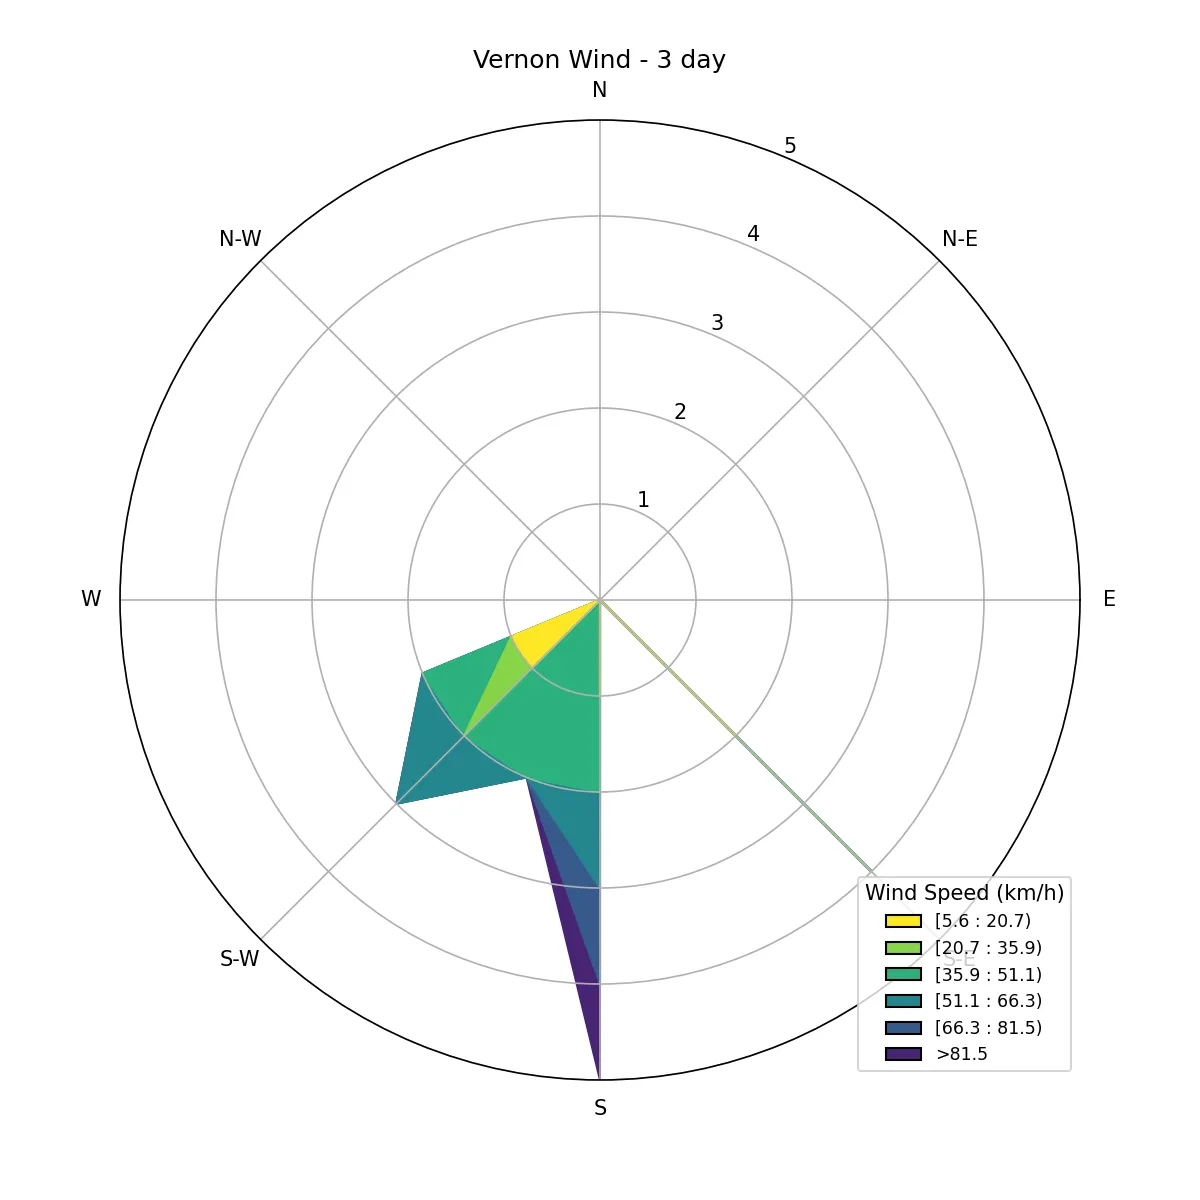 Vernon Wind - 3 day
N
5
N-W
4
N-E
3
2
1
W
E
Wind Speed (km/h)
[5.6 : 20.7)
[20.7 : 35.9)
[35.9 : 51.1)
[51.1 : 66.3)
[66.3 : 81.5)
>81.5
S-W
S-E
S